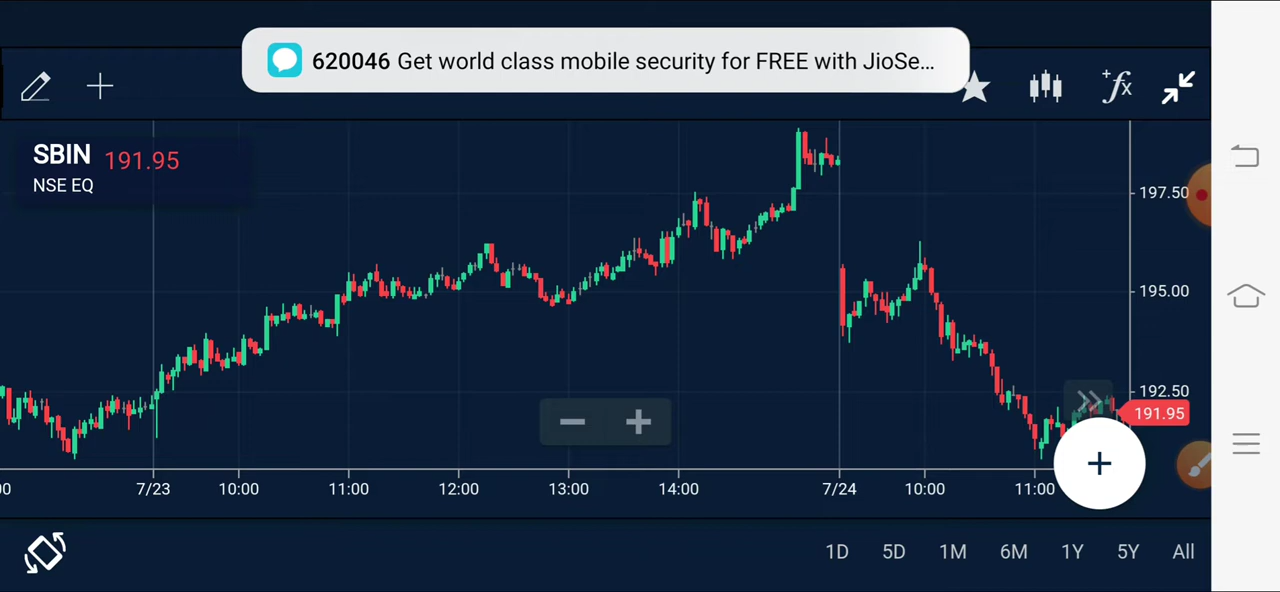 620046 Get world class mobile security for FREE with JioSe...
SBIN 191.95
NSE EQ
197.50
195.00
192.50
191.95
00 7/23 10:00 11:00 12:00 13:00 14:00 7/24 10:00 11:00
1D 5D 1M 6M 1Y 5Y All